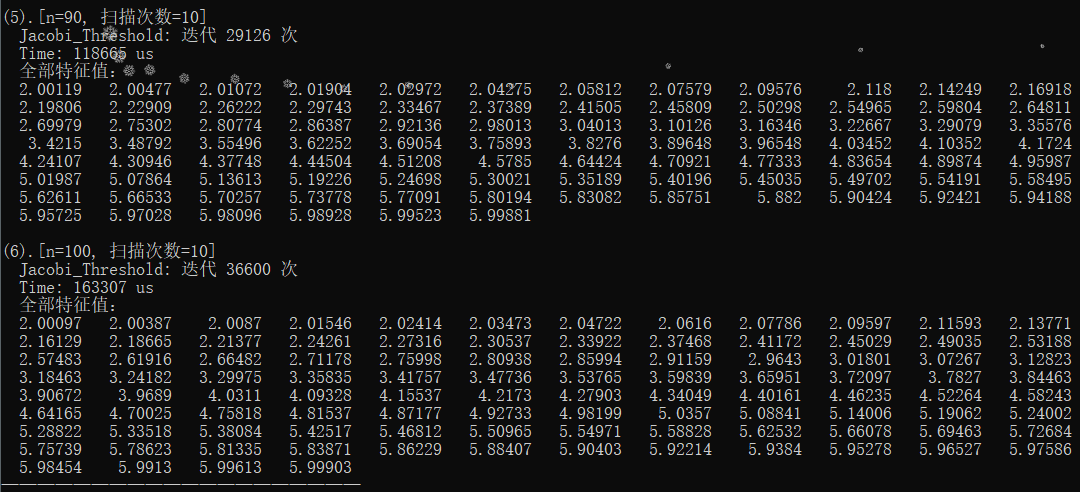 (5).[n=90, 扫描次数=10]
Jacobi_Threshold: 迭代 29126 次
Time: 118665 us
全部特征值:
2.00119 2.00477 2.01072 2.01904 2.02972 2.04275 2.05812 2.07579 2.09576 2.118 2.14249 2.16918
2.19806 2.22909 2.26222 2.29743 2.33467 2.37389 2.41505 2.45809 2.50298 2.54965 2.59804 2.64811
2.69979 2.75302 2.80774 2.86387 2.92136 2.98013 3.04013 3.10126 3.16346 3.22667 3.29079 3.35576
3.4215 3.48792 3.55496 3.62252 3.69054 3.75893 3.8276 3.89648 3.96548 4.03452 4.10352 4.1724
4.24107 4.30946 4.37748 4.44504 4.51208 4.5785 4.64424 4.70921 4.77333 4.83654 4.89874 4.95987
5.01987 5.07864 5.13613 5.19226 5.24698 5.30021 5.35189 5.40196 5.45035 5.49702 5.54191 5.58495
5.62611 5.66533 5.70257 5.73778 5.77091 5.80194 5.83082 5.85751 5.882 5.90424 5.92421 5.94188
5.95725 5.97028 5.98096 5.98928 5.99523 5.99881
(6).[n=100, 扫描次数=10]
Jacobi_Threshold: 迭代 36600 次
Time: 163307 us
全部特征值:
2.00097 2.00387 2.0087 2.01546 2.02414 2.03473 2.04722 2.0616 2.07786 2.09597 2.11593 2.13771
2.16129 2.18665 2.21377 2.24261 2.27316 2.30537 2.33922 2.37468 2.41172 2.45029 2.49035 2.53188
2.57483 2.61916 2.66482 2.71178 2.75998 2.80938 2.85994 2.91159 2.9643 3.01801 3.07267 3.12823
3.18463 3.24182 3.29975 3.35835 3.41757 3.47736 3.53765 3.59839 3.65951 3.72097 3.7827 3.84463
3.90672 3.9689 4.0311 4.09328 4.15537 4.2173 4.27903 4.34049 4.40161 4.46235 4.52264 4.58243
4.64165 4.70025 4.75818 4.81537 4.87177 4.92733 4.98199 5.0357 5.08841 5.14006 5.19062 5.24002
5.28822 5.33518 5.38084 5.42517 5.46812 5.50965 5.54971 5.58828 5.62532 5.66078 5.69463 5.72684
5.75739 5.78623 5.81335 5.83871 5.86229 5.88407 5.90403 5.92214 5.9384 5.95278 5.96527 5.97586
5.98454 5.9913 5.99613 5.99903